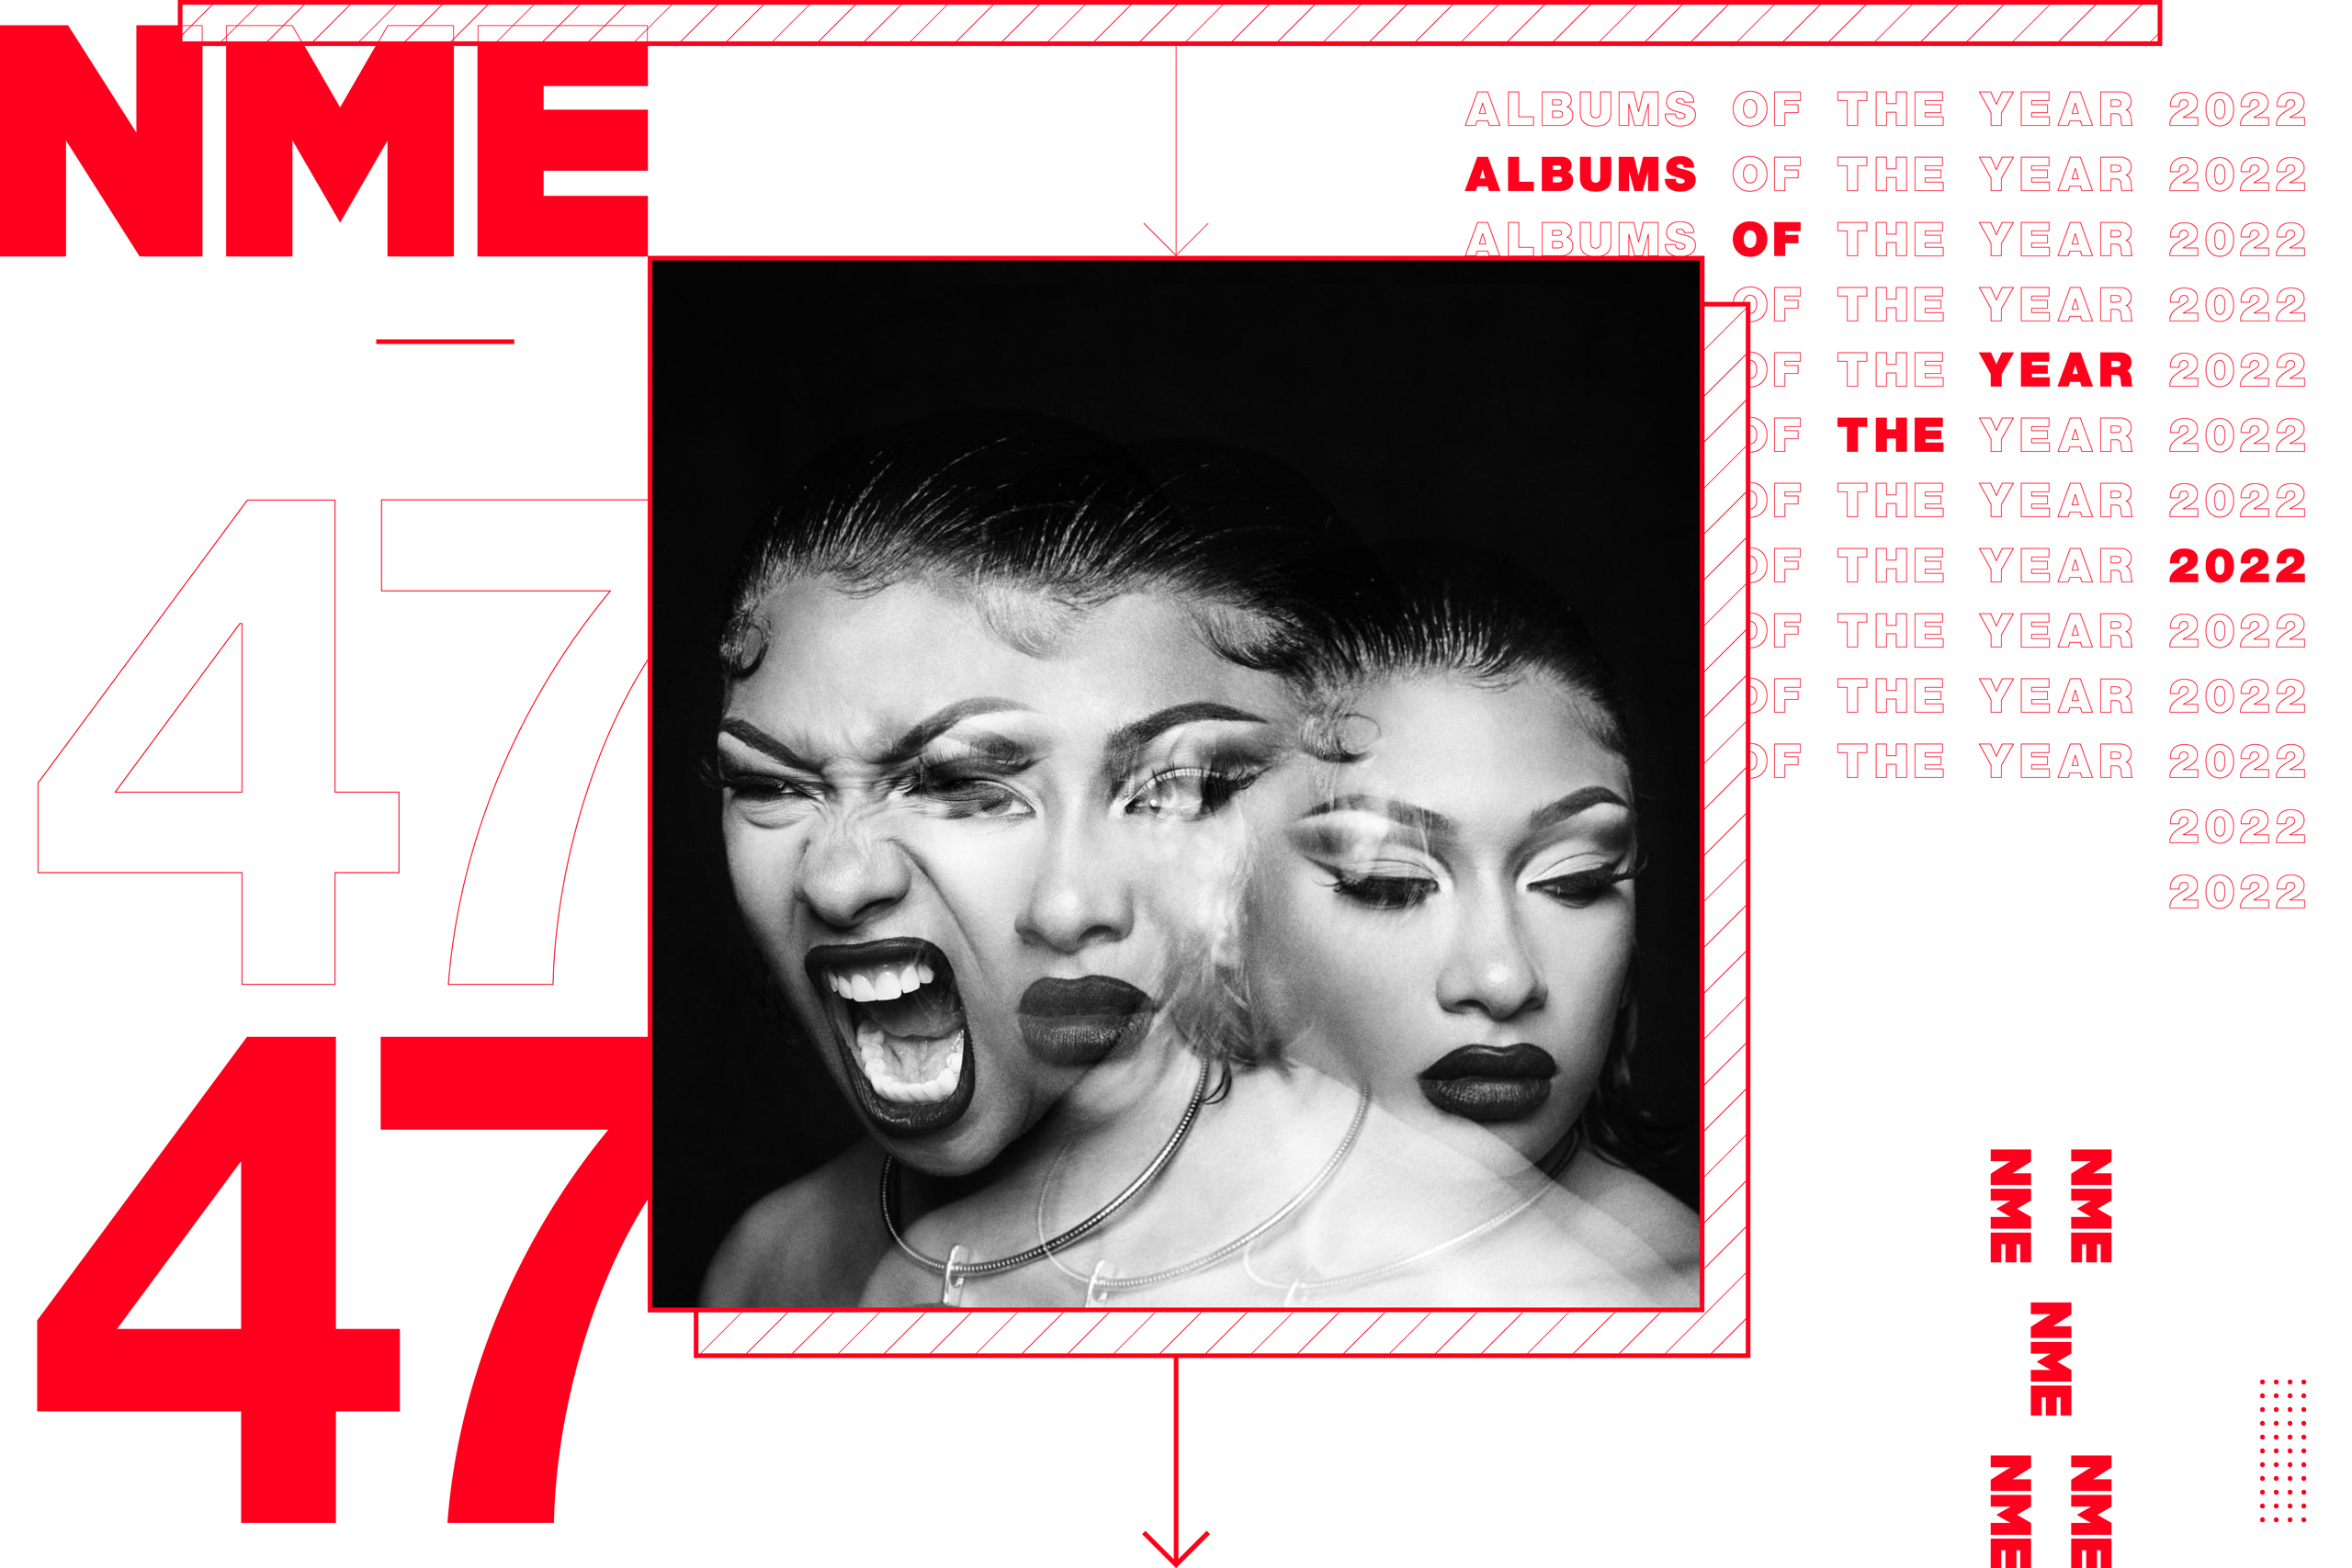 NME
ALBUMS OF THE YEAR 2022
ALBUMS OF THE YEAR 2022
ALBUMS OF THE YEAR 2022
OF THE YEAR 2022
OF THE YEAR 2022
OF THE YEAR 2022
OF THE YEAR 2022
OF THE YEAR 2022
OF THE YEAR 2022
OF THE YEAR 2022
OF THE YEAR 2022
2022
2022
47
47
NME NME
NME
NME NME